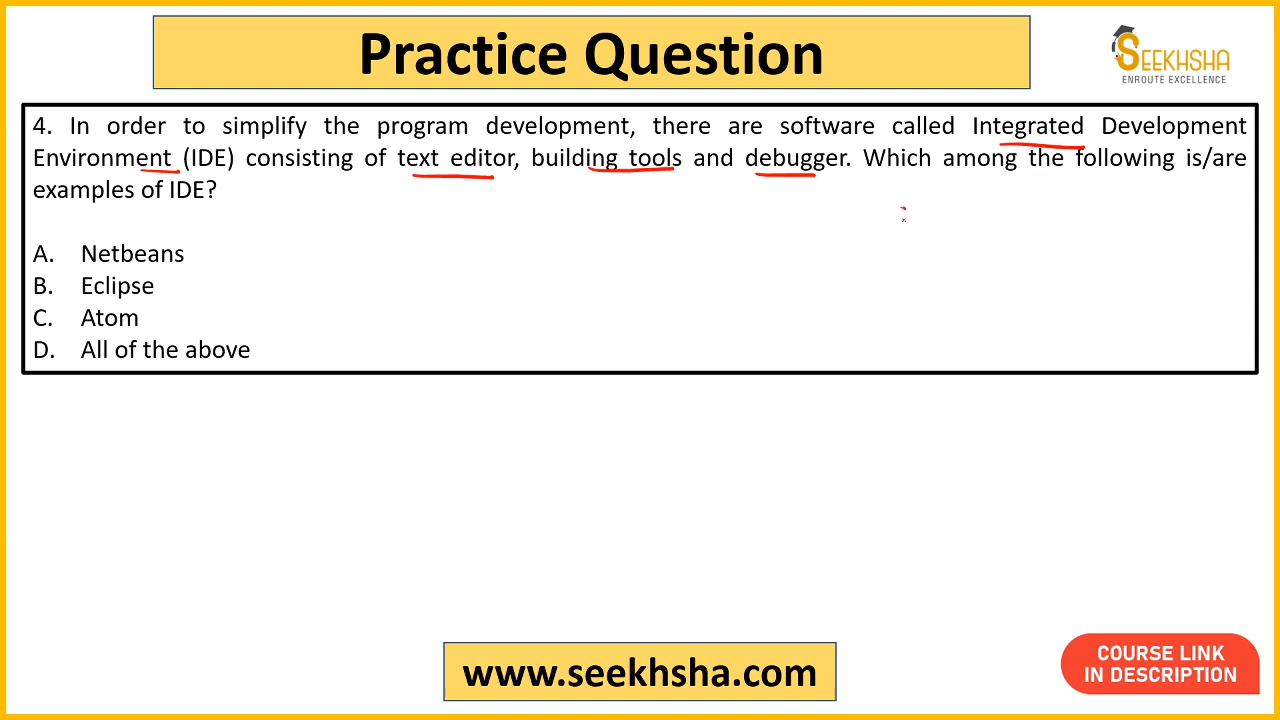 Practice Question
SEEKHSHA
ENROUTE EXCELLENCE
4. In order to simplify the program development, there are software called Integrated Development
Environment (IDE) consisting of text editor, building tools and debugger. Which among the following is/are
examples of IDE?
A. Netbeans
B. Eclipse
C. Atom
D. All of the above
www.seekhsha.com
COURSE LINK
IN DESCRIPTION